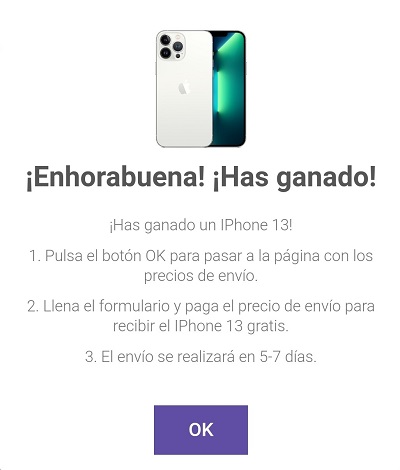 ¡Enhorabuena! ¡Has ganado!
¡Has ganado un IPhone 13!
1. Pulsa el botón OK para pasar a la página con los
precios de envío.
2. Llena el formulario y paga el precio de envío para
recibir el IPhone 13 gratis.
3. El envío se realizará en 5-7 días.
OK